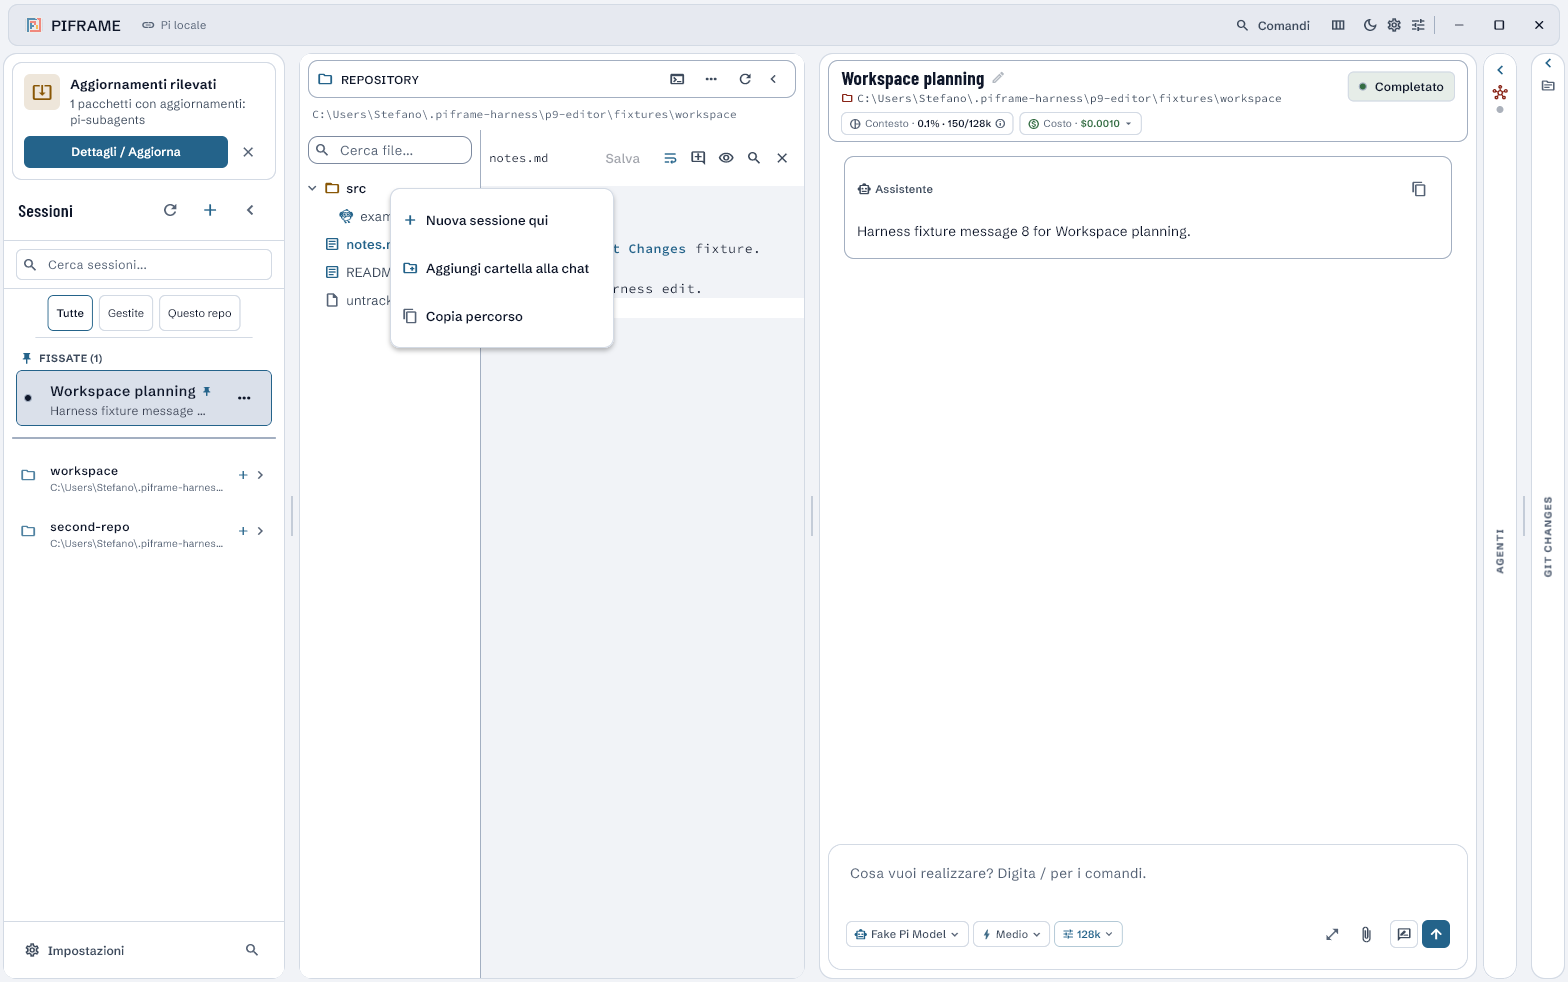 PIFRAME
Pi locale
Comandi
Aggiornamenti rilevati
1 pacchetti con aggiornamenti:
pi-subagents
Dettagli / Aggiorna
Sessioni
Cerca sessioni...
Tutte
Gestite
Questo repo
FISSATE (1)
Workspace planning
Harness fixture message ...
workspace
C:\Users\Stefano\.piframe-harnes...
second-repo
C:\Users\Stefano\.piframe-harnes...
Impostazioni
REPOSITORY
C:\Users\Stefano\.piframe-harness\p9-editor\fixtures\workspace
Cerca file...
src
exam
notes.r
READM
untrack
Nuova sessione qui
Aggiungi cartella alla chat
Copia percorso
notes.md
Salva
t Changes fixture.
rness edit.
Workspace planning
C:\Users\Stefano\.piframe-harness\p9-editor\fixtures\workspace
Contesto · 0.1% · 150/128k
Costo · $0.0010
Completato
Assistente
Harness fixture message 8 for Workspace planning.
Cosa vuoi realizzare? Digita / per i comandi.
Fake Pi Model
Medio
128k
AGENTI
GIT CHANGES